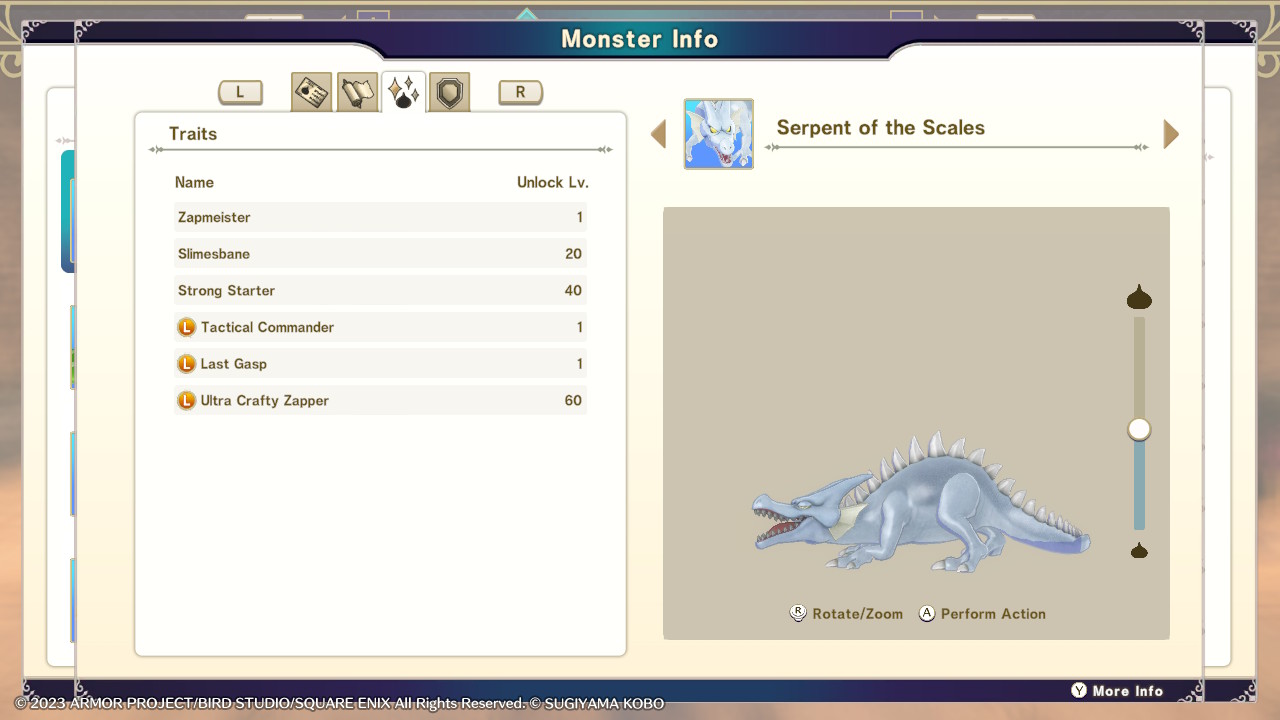 Monster Info
L
R
Traits
Name Unlock Lv.
Zapmeister 1
Slimesbane 20
Strong Starter 40
L Tactical Commander 1
L Last Gasp 1
L Ultra Crafty Zapper 60
Serpent of the Scales
R Rotate/Zoom A Perform Action
Y More Info
© 2023 ARMOR PROJECT/BIRD STUDIO/SQUARE ENIX All Rights Reserved. © SUGIYAMA KOBO